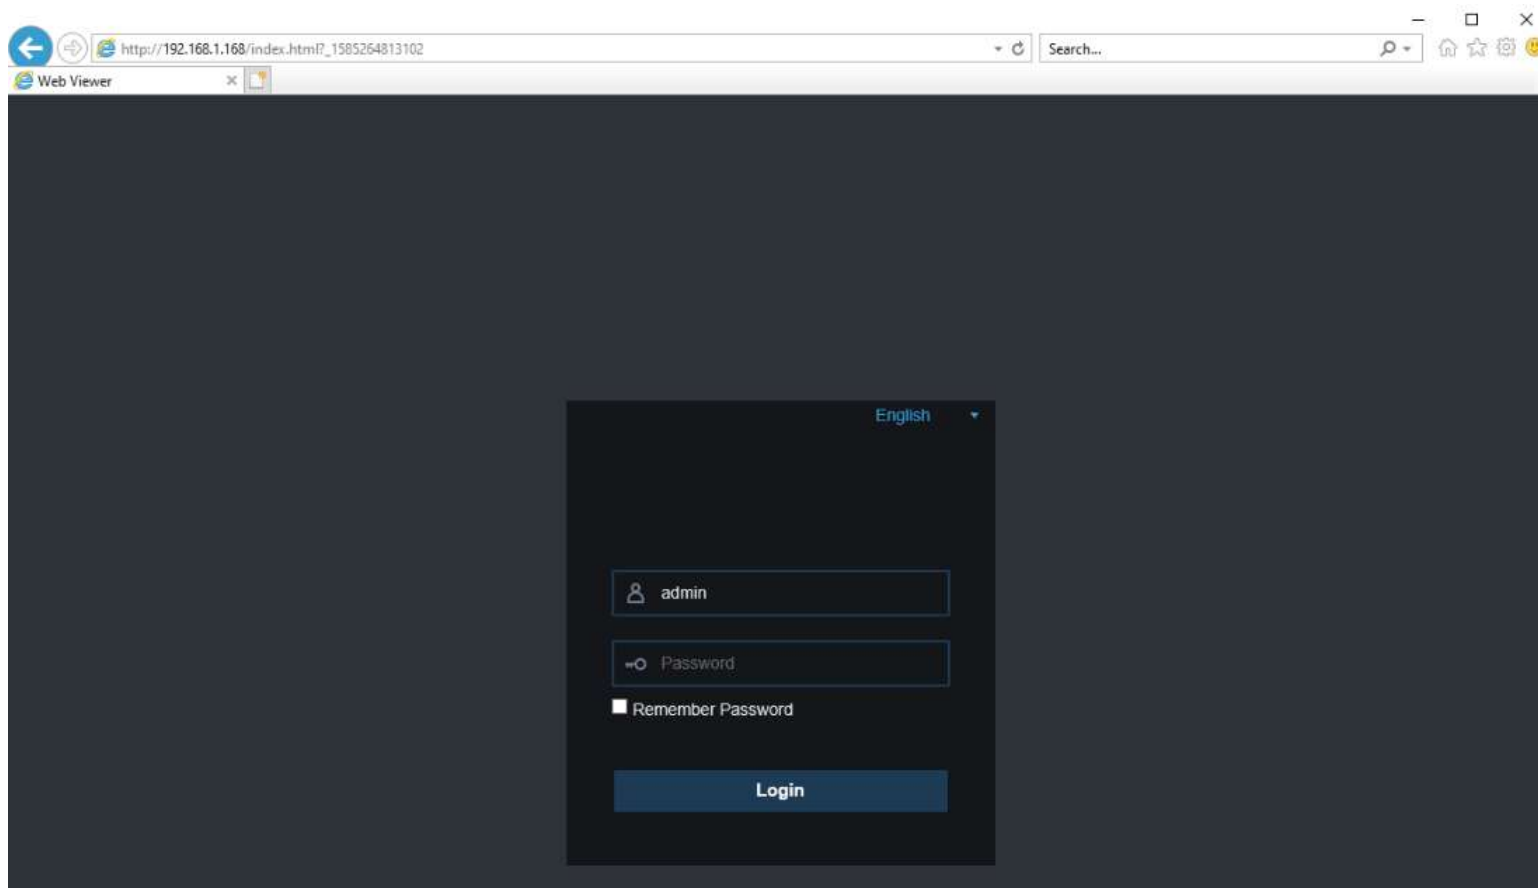 http://192.168.1.168/index.html?_1585264813102
Search...
Web Viewer
English
admin
Password
Remember Password
Login